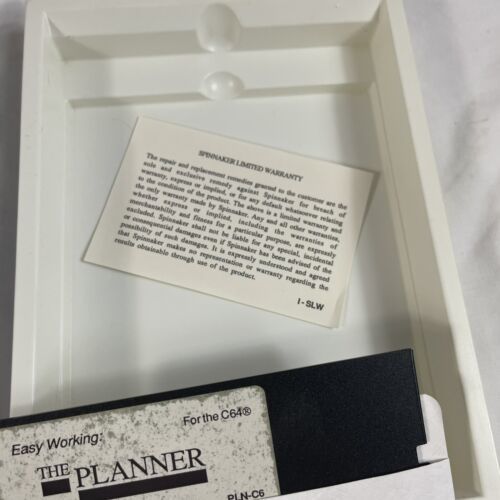 SPINNAKER LIMITED WARRANTY
The repair and replacement remedies granted to the customer are the
sole and exclusive remedy against Spinnaker for breach of
warranty, express or implied, or for any default whatsoever relating
to the condition of the product. The above is a limited warranty and
the only warranty made by Spinnaker. Any and all other warranties,
whether express or implied, including the warranties of
merchantability and fitness for a particular purpose, are expressly
excluded. Spinnaker shall not be liable for any special, incidental
or consequential damages even if Spinnaker has been advised of the
possibility of such damages. It is expressly understood and agreed
that Spinnaker makes no representation or warranty regarding the
results obtainable through use of the product.
I - SLW
For the C64®
Easy Working:
THE PLANNER
PLN-C6